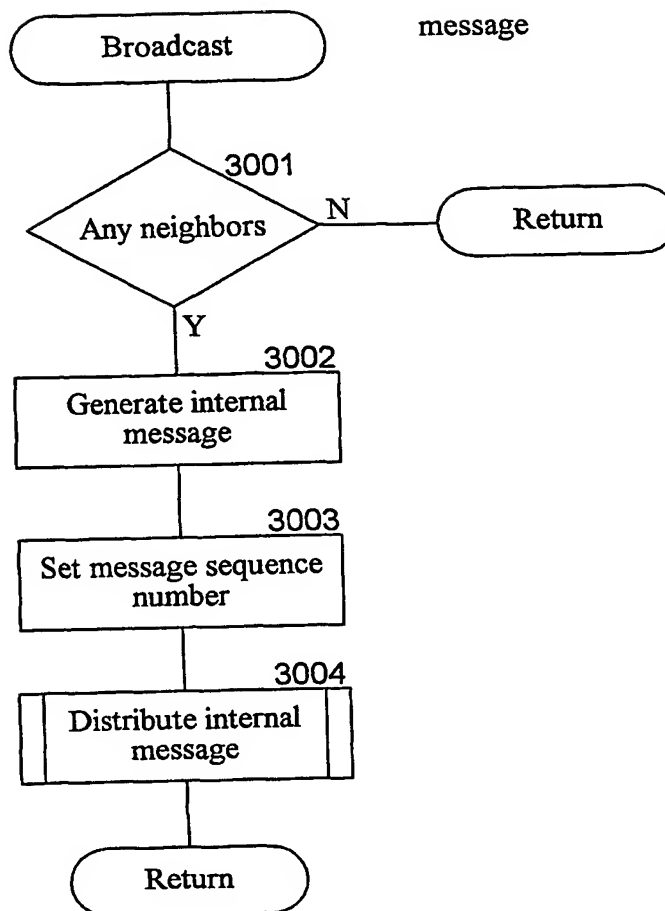 Broadcast
message
3001
Any neighbors
N
Return
Y
3002
Generate internal
message
3003
Set message sequence
number
3004
Distribute internal
message
Return